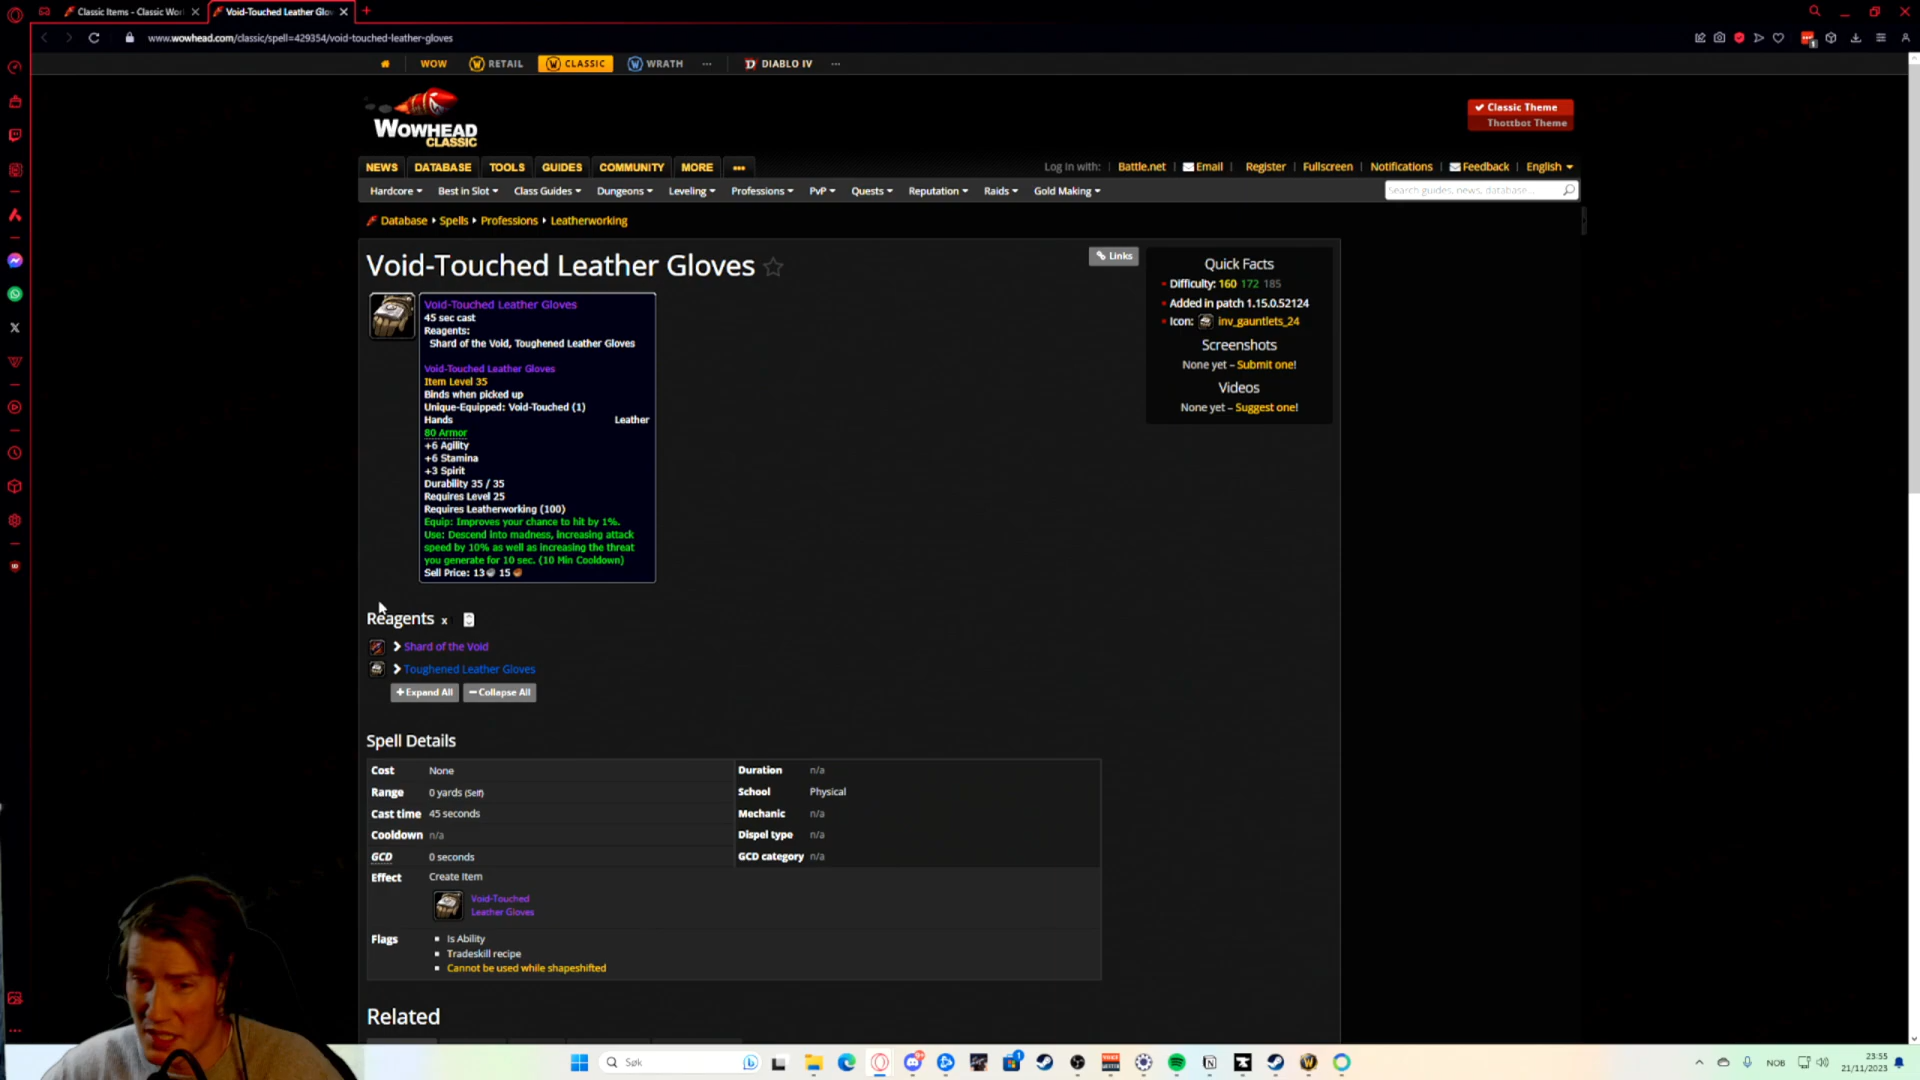 Classic Items - Classic Wor
Void-Touched Leather Glo
www.wowhead.com/classic/spell=429354/void-touched-leather-gloves
WOW
RETAIL
CLASSIC
WRATH
DIABLO IV
WOWHEAD
CLASSIC
Classic Theme
Thottbot Theme
NEWS DATABASE TOOLS GUIDES COMMUNITY MORE
Log in with: Battle.net Email Register Fullscreen Notifications Feedback English
Hardcore Best in Slot Class Guides Dungeons Leveling Professions PvP Quests Reputation Raids Gold Making
Search guides, news, database...
Database Spells Professions Leatherworking
Void-Touched Leather Gloves
Links
Void-Touched Leather Gloves
45 sec cast
Reagents:
Shard of the Void, Toughened Leather Gloves
Void-Touched Leather Gloves
Item Level 35
Binds when picked up
Unique-Equipped: Void-Touched (1)
Hands Leather
80 Armor
+6 Agility
+6 Stamina
+3 Spirit
Durability 35 / 35
Requires Level 25
Requires Leatherworking (100)
Equip: Improves your chance to hit by 1%.
Use: Descend into madness, increasing attack
speed by 10% as well as increasing the threat
you generate for 10 sec. (10 Min Cooldown)
Sell Price: 13 15
Quick Facts
Difficulty: 160 172 185
Added in patch 1.15.0.52124
Icon: inv_gauntlets_24
Screenshots
None yet – Submit one!
Videos
None yet – Suggest one!
Reagents x
Shard of the Void
Toughened Leather Gloves
Expand All Collapse All
Spell Details
Cost None Duration n/a
Range 0 yards (Self) School Physical
Cast time 45 seconds Mechanic n/a
Cooldown n/a Dispel type n/a
GCD 0 seconds GCD category n/a
Effect Create Item
Void-Touched
Leather Gloves
Flags Is Ability
Tradeskill recipe
Cannot be used while shapeshifted
Related
Søk
NOB
23:55
21/11/2023